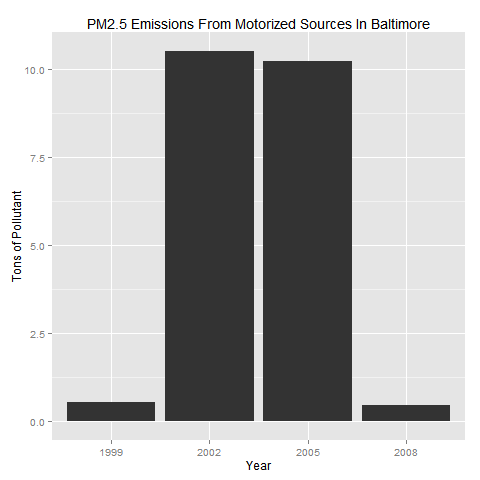 PM2.5 Emissions From Motorized Sources In Baltimore
Tons of Pollutant
10.0
7.5
5.0
2.5
0.0
1999 2002 2005 2008
Year